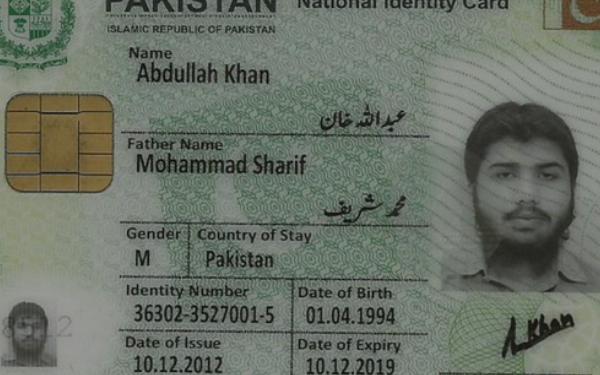 PAKISTAN National Identity Card
ISLAMIC REPUBLIC OF PAKISTAN
Name
Abdullah Khan
عبداللہ خان
Father Name
Mohammad Sharif
محمد شریف
Gender Country of Stay
M Pakistan
Identity Number Date of Birth
36302-3527001-5 01.04.1994
Date of Issue Date of Expiry
10.12.2012 10.12.2019
Khan